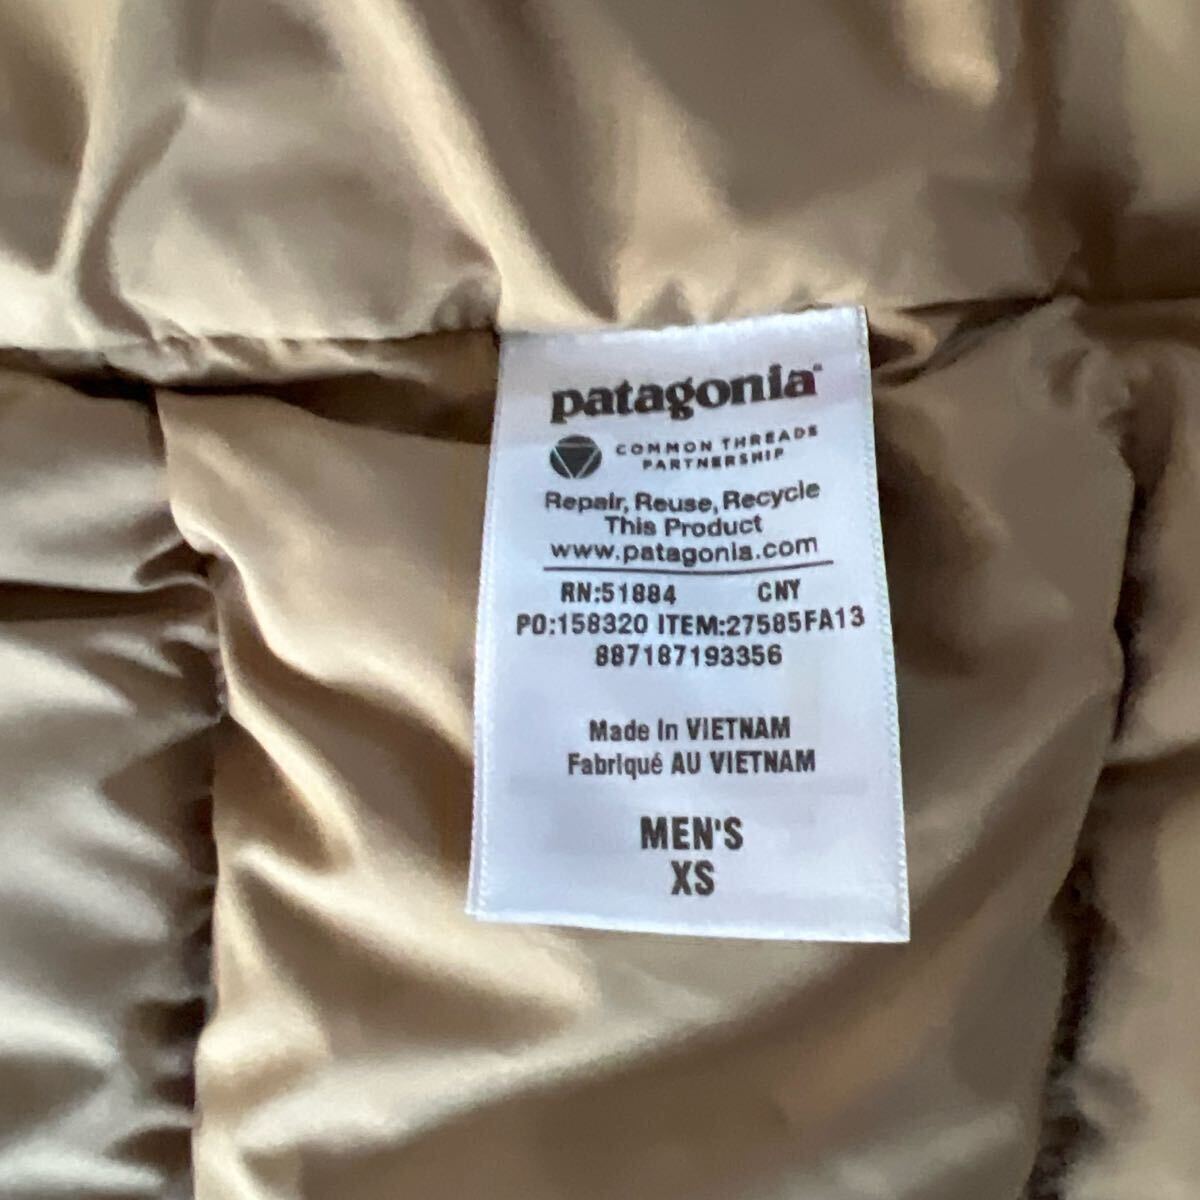 patagonia
COMMON THREADS
PARTNERSHIP
Repair, Reuse, Recycle
This Product
www.patagonia.com
RN:51884 CNY
PO:158320 ITEM:27585FA13
887187193356
Made in VIETNAM
Fabriqué AU VIETNAM
MEN'S
XS